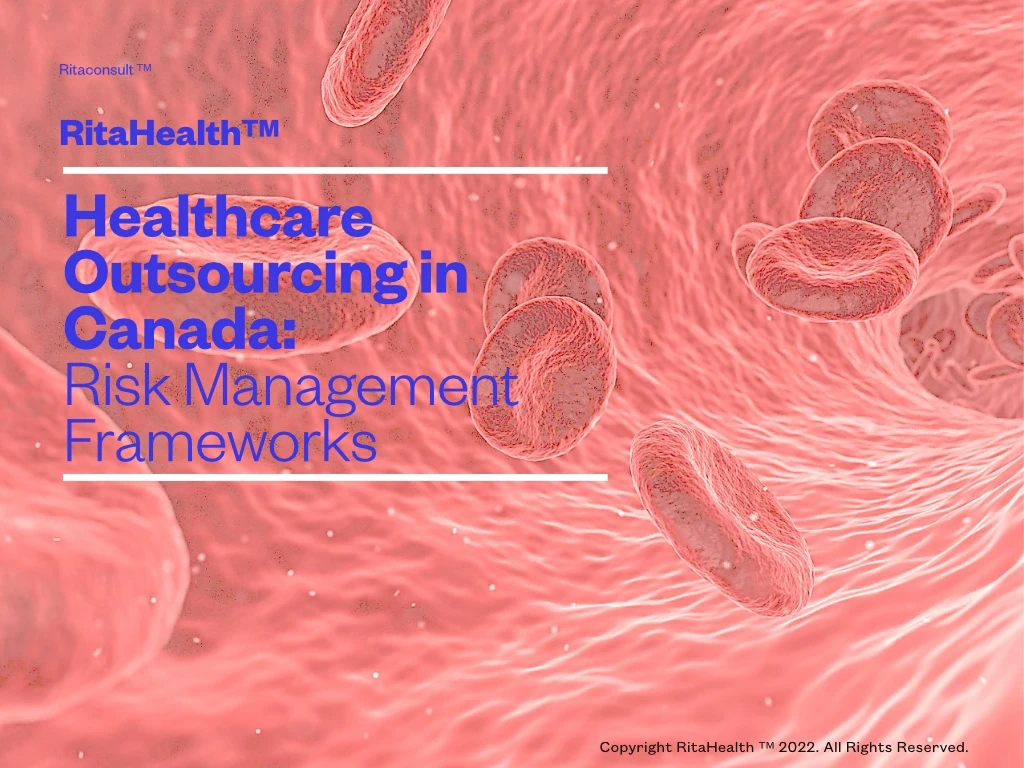 Ritaconsult ™
RitaHealth™
Healthcare
Outsourcing in
Canada:
Risk Management
Frameworks
Copyright RitaHealth ™ 2022. All Rights Reserved.